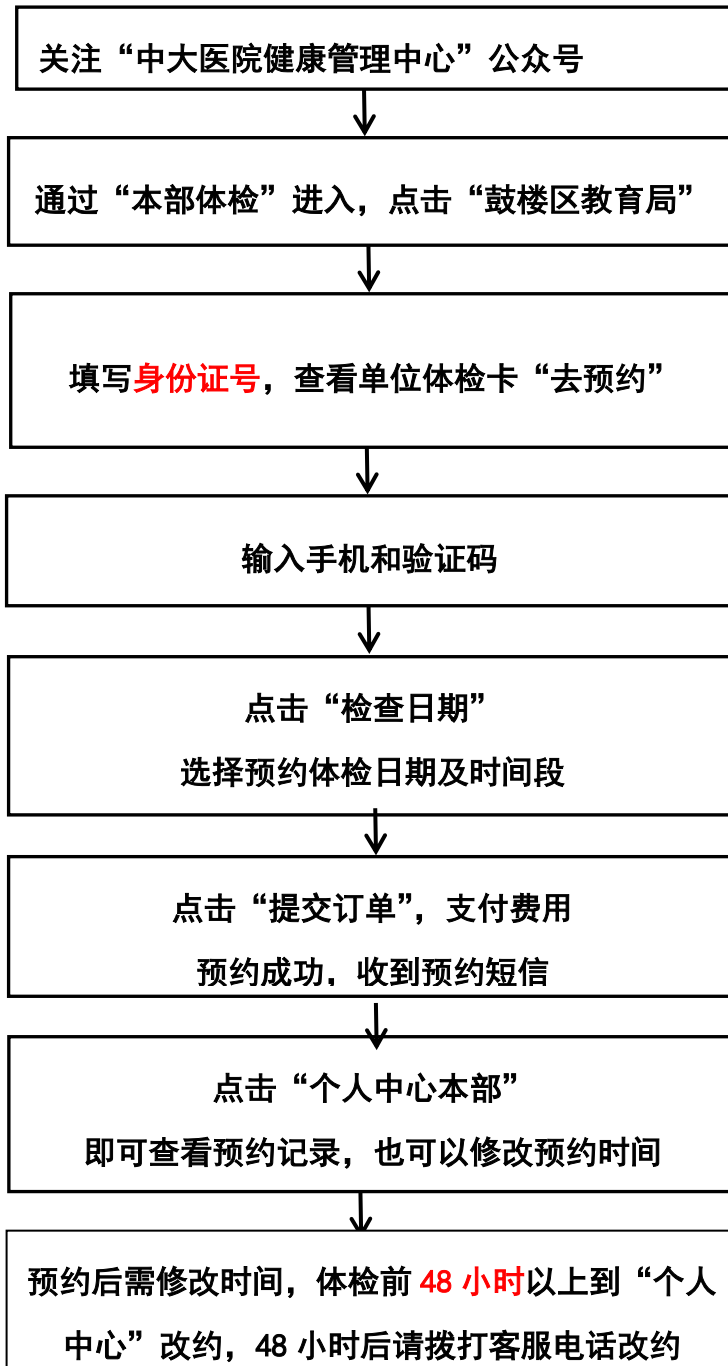 关注“中大医院健康管理中心”公众号
通过“本部体检”进入，点击“鼓楼区教育局”
填写身份证号，查看单位体检卡“去预约”
输入手机和验证码
点击“检查日期”
选择预约体检日期及时间段
点击“提交订单”，支付费用
预约成功，收到预约短信
点击“个人中心本部”
即可查看预约记录，也可以修改预约时间
预约后需修改时间，体检前 48 小时以上到“个人
中心”改约，48 小时后请拨打客服电话改约